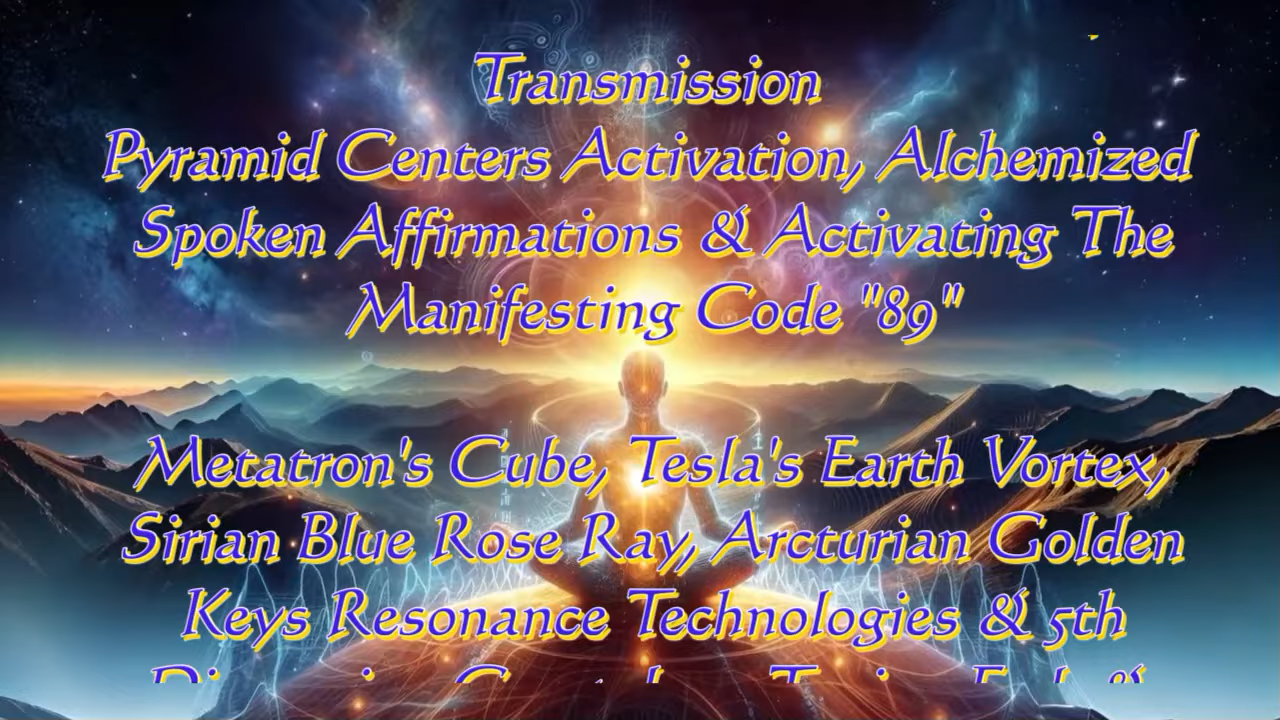 Transmission
Pyramid Centers Activation, Alchemized
Spoken Affirmations & Activating The
Manifesting Code "89"
Metatron's Cube, Tesla's Earth Vortex,
Sirian Blue Rose Ray, Arcturian Golden
Keys Resonance Technologies & 5th